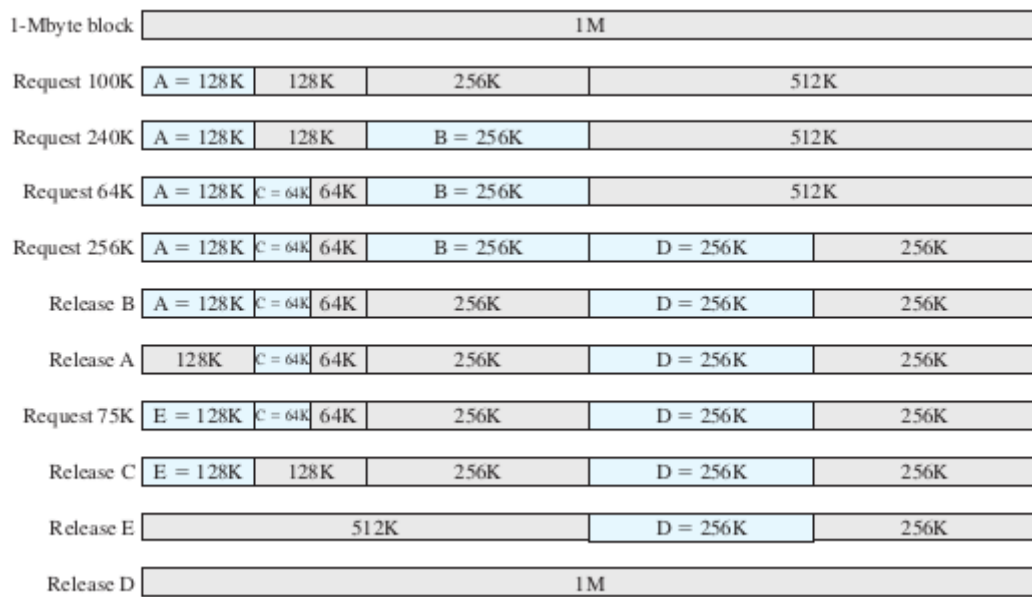 1-Mbyte block 1M
Request 100K A = 128K 128K 256K 512K
Request 240K A = 128K 128K B = 256K 512K
Request 64K A = 128K C = 64K 64K B = 256K 512K
Request 256K A = 128K C = 64K 64K B = 256K D = 256K 256K
Release B A = 128K C = 64K 64K 256K D = 256K 256K
Release A 128K C = 64K 64K 256K D = 256K 256K
Request 75K E = 128K C = 64K 64K 256K D = 256K 256K
Release C E = 128K 128K 256K D = 256K 256K
Release E 512K D = 256K 256K
Release D 1M